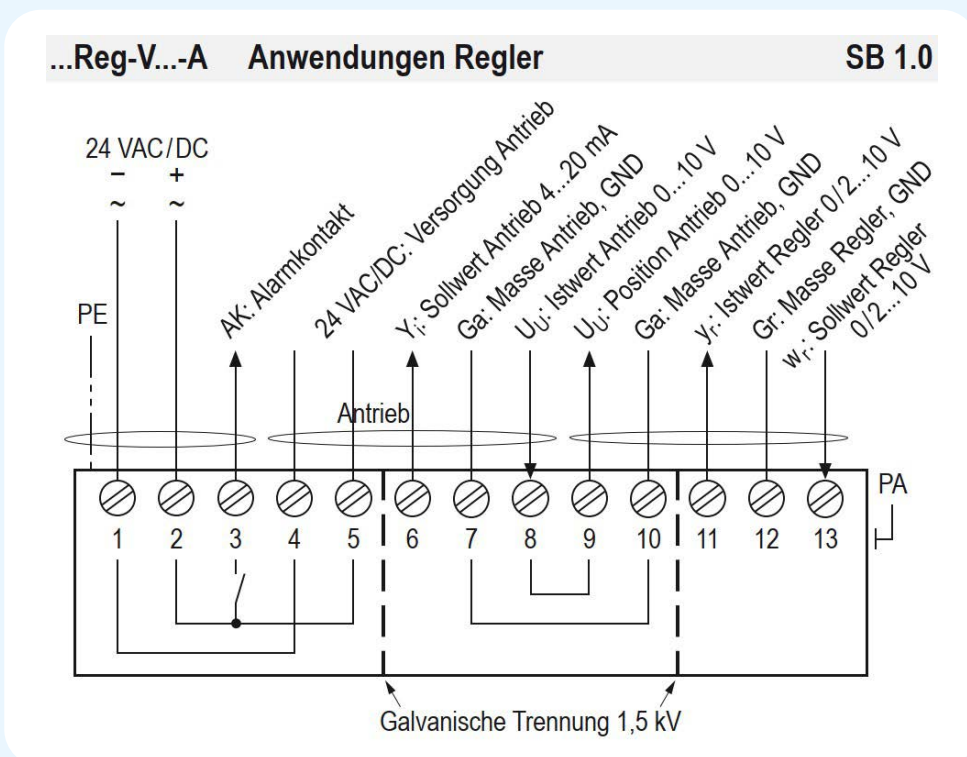 ...Reg-V...-A Anwendungen Regler SB 1.0
24 VAC/DC
− +
~ ~
PE
AK: Alarmkontakt
24 VAC/DC: Versorgung Antrieb
Yi: Sollwert Antrieb 4...20 mA
Ga: Masse Antrieb, GND
UU: Istwert Antrieb 0...10 V
UU: Position Antrieb 0...10 V
Ga: Masse Antrieb, GND
yr: Istwert Regler 0/2...10 V
Gr: Masse Regler, GND
wr: Sollwert Regler
0/2...10 V
Antrieb
PA
1 2 3 4 5 6 7 8 9 10 11 12 13
Galvanische Trennung 1,5 kV